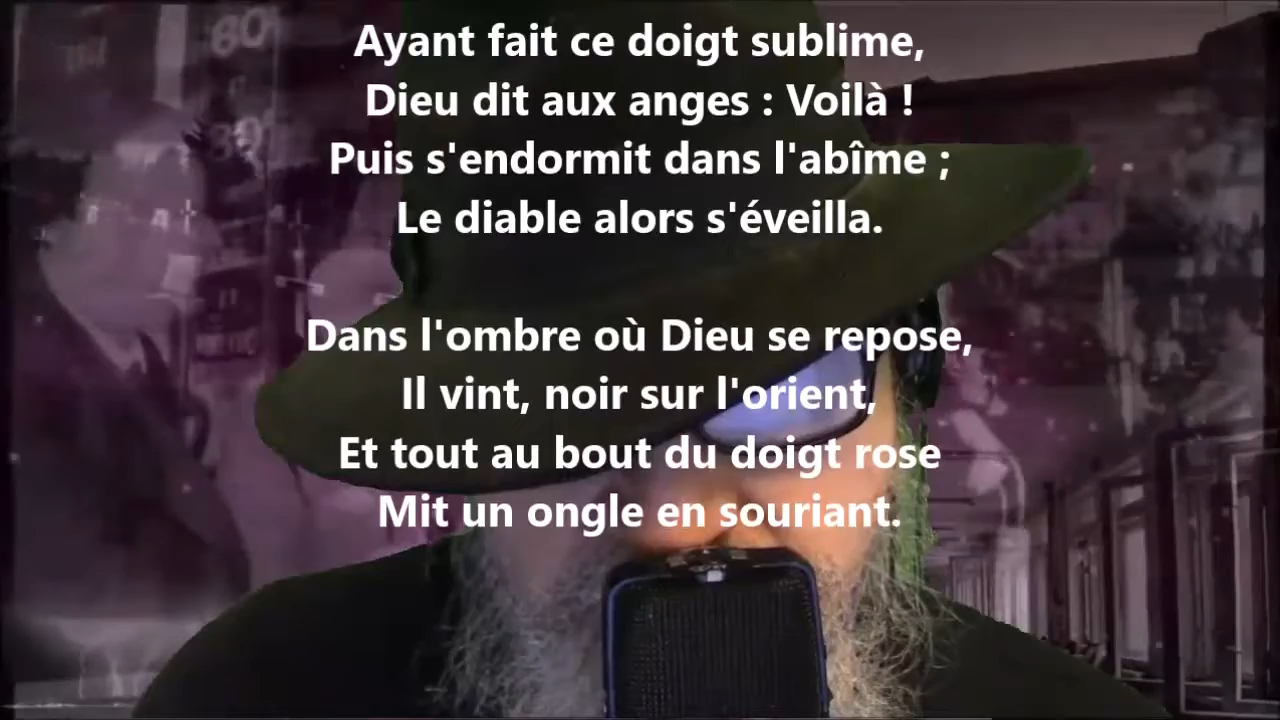 Ayant fait ce doigt sublime,
Dieu dit aux anges : Voilà !
Puis s'endormit dans l'abîme ;
Le diable alors s'éveilla.
Dans l'ombre où Dieu se repose,
Il vint, noir sur l'orient,
Et tout au bout du doigt rose
Mit un ongle en souriant.
80